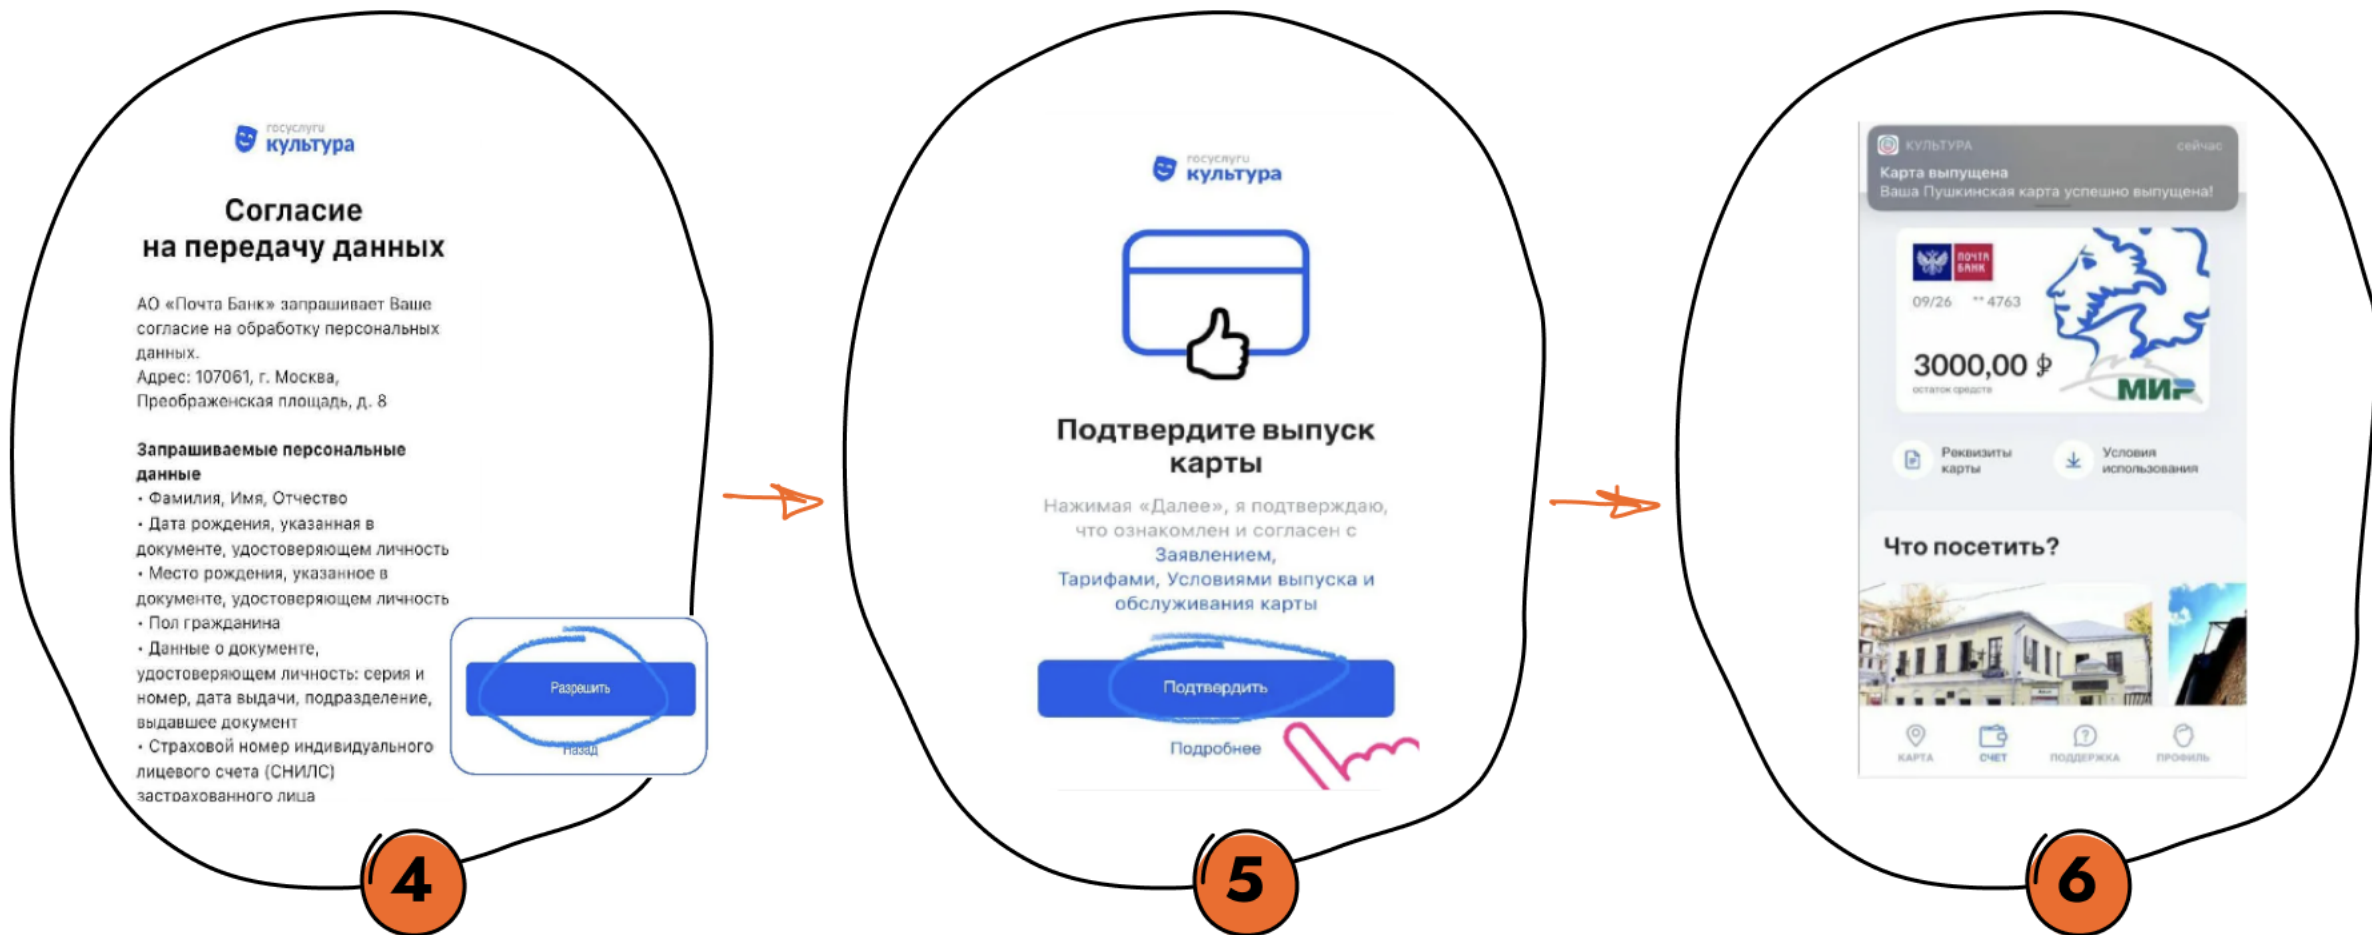 госуслуги
культура
Согласие
на передачу данных
АО «Почта Банк» запрашивает Ваше
согласие на обработку персональных
данных.
Адрес: 107061, г. Москва,
Преображенская площадь, д. 8
Запрашиваемые персональные
данные
• Фамилия, Имя, Отчество
• Дата рождения, указанная в
документе, удостоверяющем личность
• Место рождения, указанное в
документе, удостоверяющем личность
• Пол гражданина
• Данные о документе,
удостоверяющем личность: серия и
номер, дата выдачи, подразделение,
выдавшее документ
• Страховой номер индивидуального
лицевого счета (СНИЛС)
застрахованного лица
Разрешить
Назад
4
госуслуги
культура
Подтвердите выпуск
карты
Нажимая «Далее», я подтверждаю,
что ознакомлен и согласен с
Заявлением,
Тарифами, Условиями выпуска и
обслуживания карты
Подтвердить
Подробнее
5
КУЛЬТУРА сейчас
Карта выпущена
Ваша Пушкинская карта успешно выпущена!
ПОЧТА
БАНК
09/26 ** 4763
3000,00 ₽
остаток средств
МИР
Реквизиты
карты
Условия
использования
Что посетить?
КАРТА СЧЕТ ПОДДЕРЖКА ПРОФИЛЬ
6